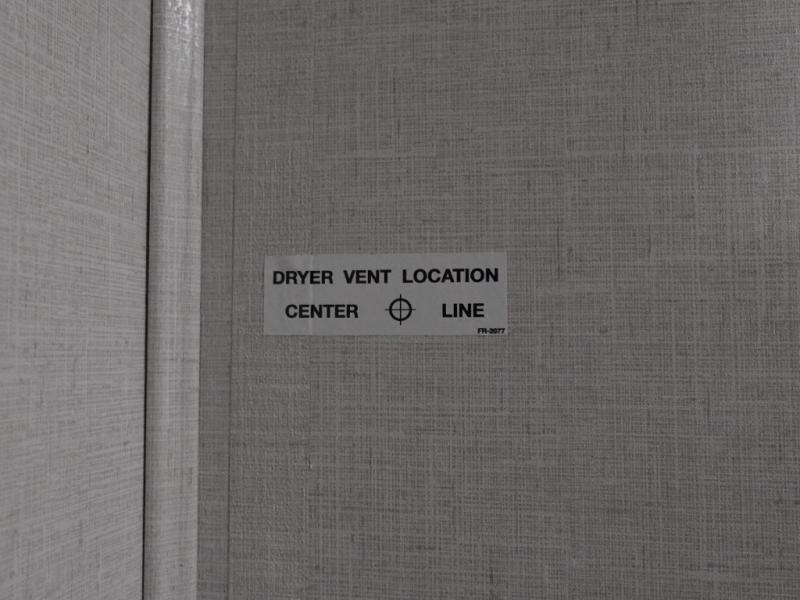 DRYER VENT LOCATION
CENTER LINE
FR-2077